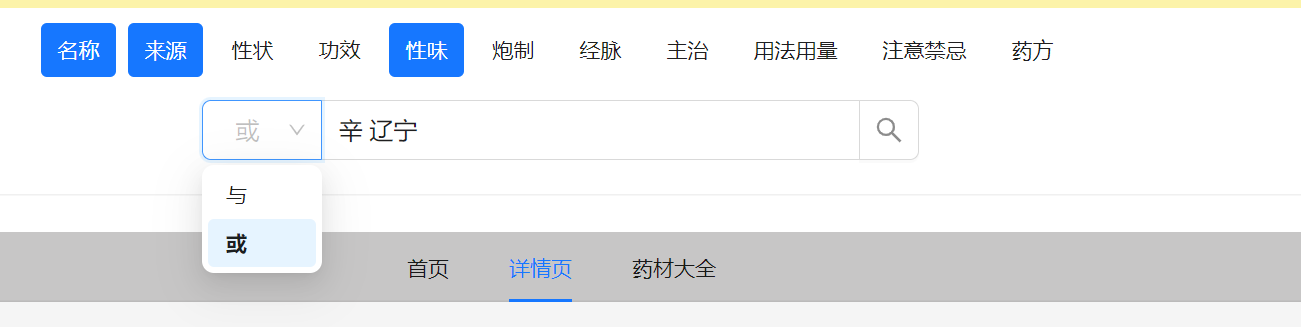 名称 来源 性状 功效 性味 炮制 经脉 主治 用法用量 注意禁忌 药方
或 辛 辽宁
与
或
首页 详情页 药材大全